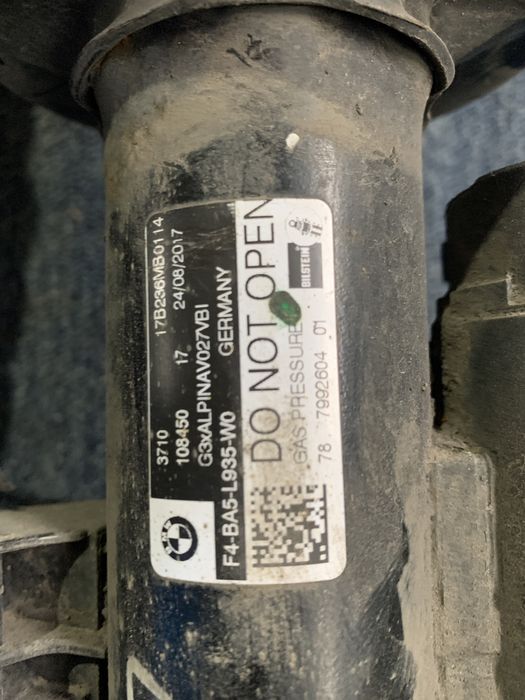 3710 17B236MB0114
108450 17 24/08/2017
G3xALPINAV027VBI
F4-BA5-L935-W0 GERMANY
DO NOT OPEN
GAS PRESSURE
78 7992604 01
BILSTEIN
BMW